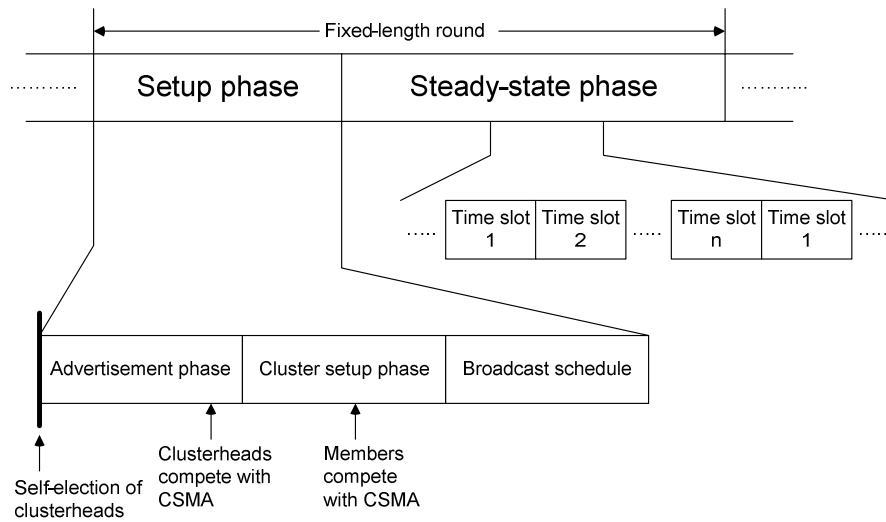 Fixed-length round
Setup phase
Steady-state phase
Time slot
1
Time slot
2
Time slot
n
Time slot
1
Advertisement phase
Cluster setup phase
Broadcast schedule
Self-election of
clusterheads
Clusterheads
compete with
CSMA
Members
compete
with CSMA